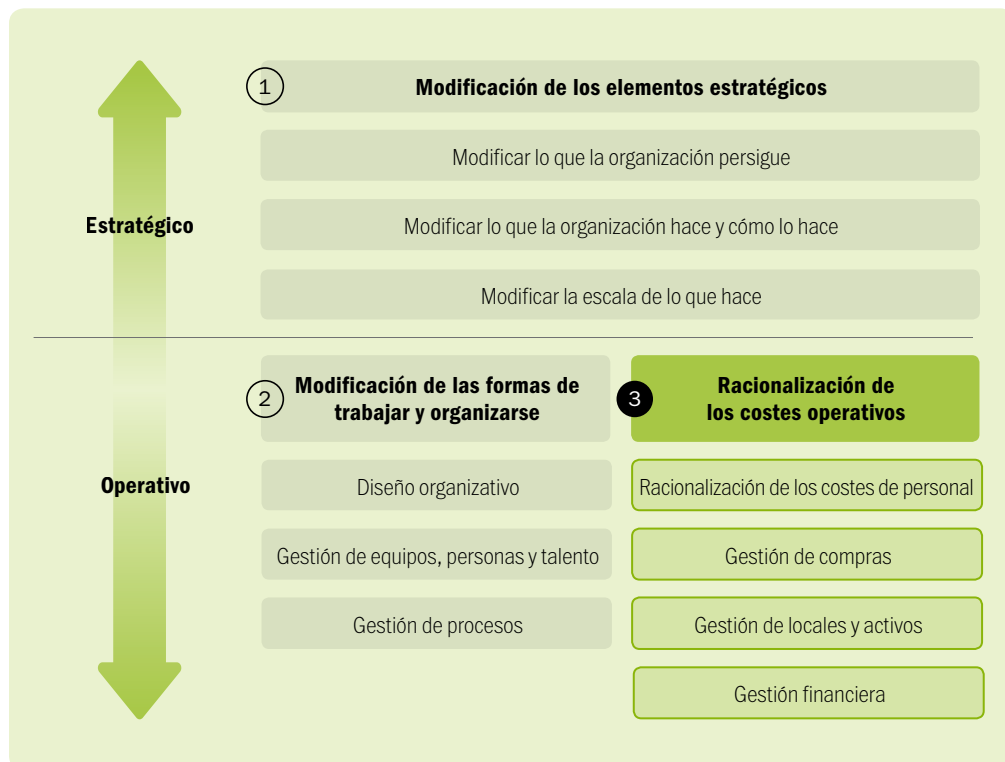 1
Modificación de los elementos estratégicos
Modificar lo que la organización persigue
Estratégico
Modificar lo que la organización hace y cómo lo hace
Modificar la escala de lo que hace
2
Modificación de las formas de
trabajar y organizarse
3
Racionalización de
los costes operativos
Operativo
Diseño organizativo
Gestión de equipos, personas y talento
Gestión de procesos
Racionalización de los costes de personal
Gestión de compras
Gestión de locales y activos
Gestión financiera